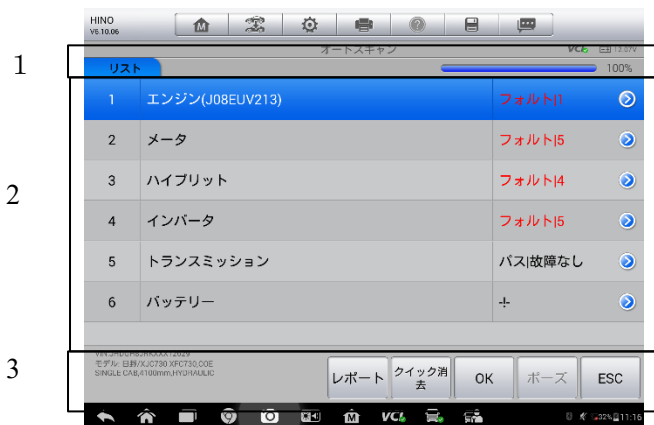 HINO
V8.10.06
オートスキャン
VCI
13.07V
1
リスト
100%
2
1 エンジン(J08EUV213) フォルト|1
2 メータ フォルト|5
3 ハイブリット フォルト|4
4 インバータ フォルト|5
5 トランスミッション パス|故障なし
6 バッテリー -!-
3
モデル: 日野/XJC730 XFC730,COE
SINGLE CAB,4100mm,HYDRAULIC
レポート
クイック消去
OK
ポーズ
ESC
M
VCI
32% 11:16